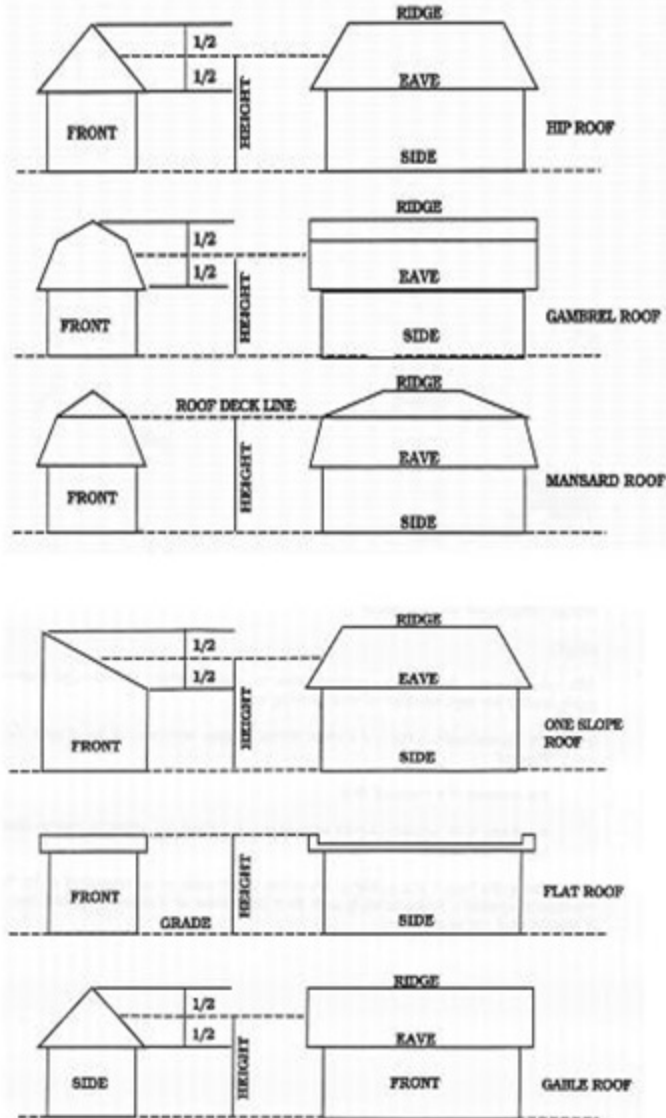 RIDGE
1/2
1/2
HEIGHT
EAVE
FRONT
HIP ROOF
SIDE
RIDGE
1/2
1/2
HEIGHT
EAVE
FRONT
GAMBREL ROOF
SIDE
RIDGE
ROOF DECK LINE
HEIGHT
EAVE
FRONT
MANSARD ROOF
SIDE
RIDGE
1/2
1/2
HEIGHT
EAVE
FRONT
SIDE
ONE SLOPE
ROOF
HEIGHT
FRONT
FLAT ROOF
GRADE
SIDE
RIDGE
1/2
1/2
HEIGHT
EAVE
SIDE
FRONT
GABLE ROOF